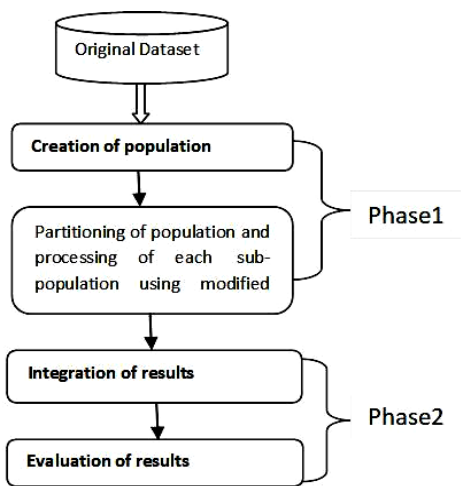 Original Dataset
Creation of population
Partitioning of population and
processing of each sub-
population using modified
Phase1
Integration of results
Evaluation of results
Phase2